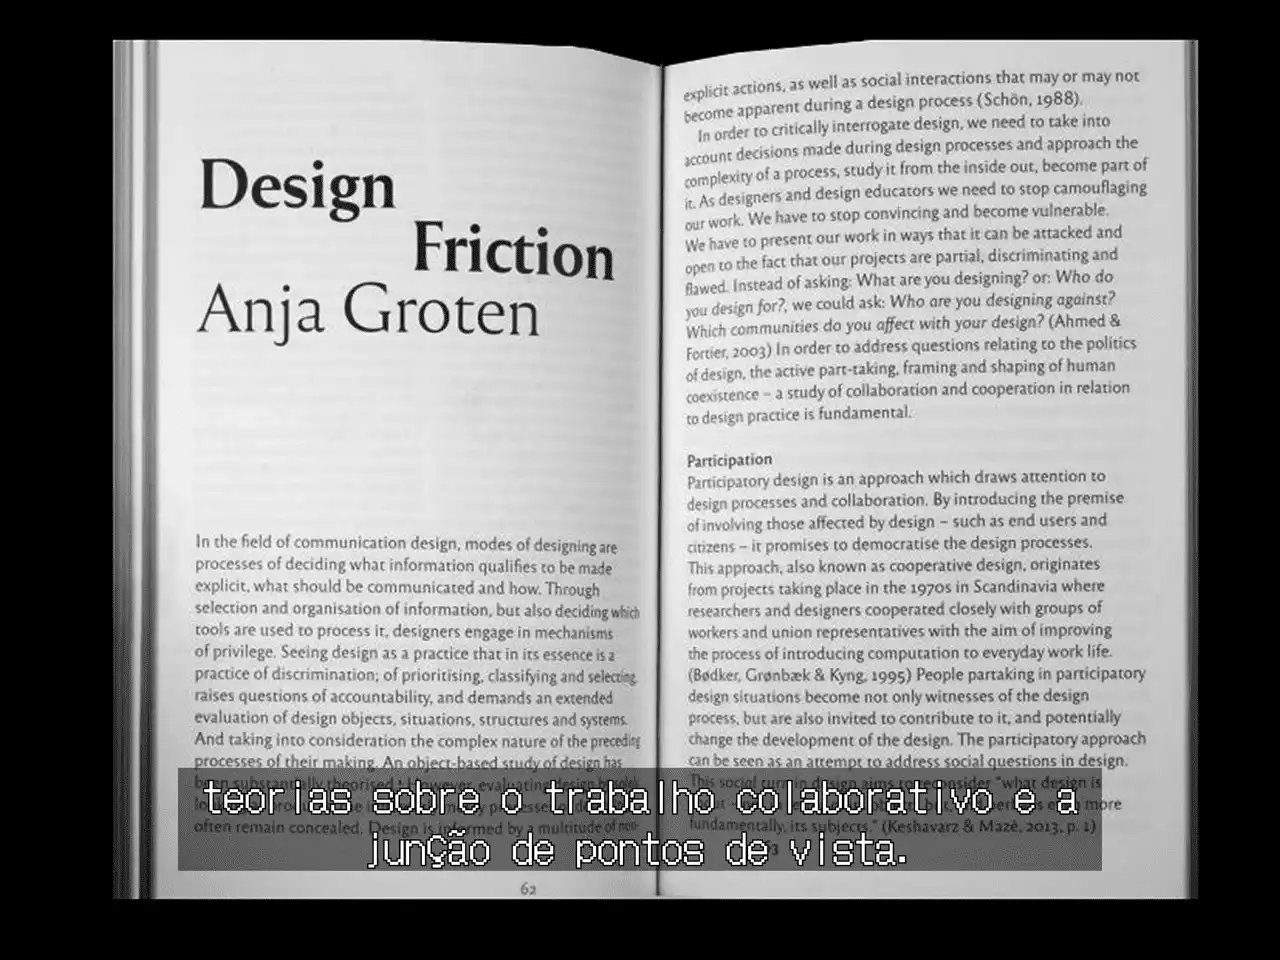 Design
Friction
Anja Groten
In the field of communication design, modes of designing are
processes of deciding what information qualifies to be made
explicit, what should be communicated and how. Through
selection and organisation of information, but also deciding which
tools are used to process it, designers engage in mechanisms
of privilege. Seeing design as a practice that in its essence is a
practice of discrimination; of prioritising, classifying and selecting,
raises questions of accountability, and demands an extended
evaluation of design objects, situations, structures and systems.
And taking into consideration the complex nature of the preceding
processes of their making. An object-based study of design has
been substantially theorised. However, evaluating design
often remain concealed. Design is informed by a multitude of non-
62
explicit actions, as well as social interactions that may or may not
become apparent during a design process (Schön, 1988).
In order to critically interrogate design, we need to take into
account decisions made during design processes and approach the
complexity of a process, study it from the inside out, become part of
it. As designers and design educators we need to stop camouflaging
our work. We have to stop convincing and become vulnerable.
We have to present our work in ways that it can be attacked and
open to the fact that our projects are partial, discriminating and
flawed. Instead of asking: What are you designing? or: Who do
you design for?, we could ask: Who are you designing against?
Which communities do you affect with your design? (Ahmed &
Fortier, 2003) In order to address questions relating to the politics
of design, the active part-taking, framing and shaping of human
coexistence – a study of collaboration and cooperation in relation
to design practice is fundamental.
Participation
Participatory design is an approach which draws attention to
design processes and collaboration. By introducing the premise
of involving those affected by design – such as end users and
citizens – it promises to democratise the design processes.
This approach, also known as cooperative design, originates
from projects taking place in the 1970s in Scandinavia where
researchers and designers cooperated closely with groups of
workers and union representatives with the aim of improving
the process of introducing computation to everyday work life.
(Bødker, Grønbæk & Kyng, 1995) People partaking in participatory
design situations become not only witnesses of the design
process, but are also invited to contribute to it, and potentially
change the development of the design. The participatory approach
can be seen as an attempt to address social questions in design.
This social turn in design aims to reconsider "what design is
more
fundamentally, its subjects." (Keshavarz & Mazé, 2013, p. 1)
teorias sobre o trabalho colaborativo e a
junção de pontos de vista.